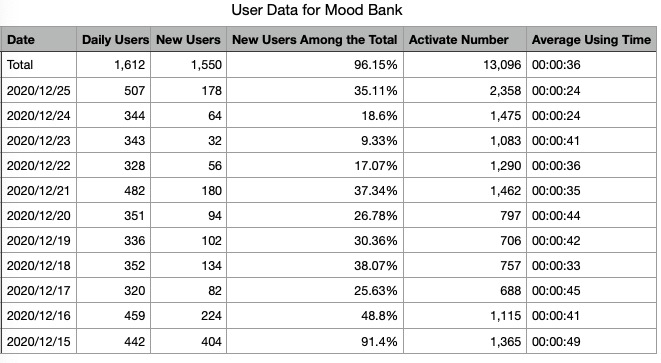 User Data for Mood Bank
Date Daily Users New Users New Users Among the Total Activate Number Average Using Time
Total 1,612 1,550 96.15% 13,096 00:00:36
2020/12/25 507 178 35.11% 2,358 00:00:24
2020/12/24 344 64 18.6% 1,475 00:00:24
2020/12/23 343 32 9.33% 1,083 00:00:41
2020/12/22 328 56 17.07% 1,290 00:00:36
2020/12/21 482 180 37.34% 1,462 00:00:35
2020/12/20 351 94 26.78% 797 00:00:44
2020/12/19 336 102 30.36% 706 00:00:42
2020/12/18 352 134 38.07% 757 00:00:33
2020/12/17 320 82 25.63% 688 00:00:45
2020/12/16 459 224 48.8% 1,115 00:00:41
2020/12/15 442 404 91.4% 1,365 00:00:49